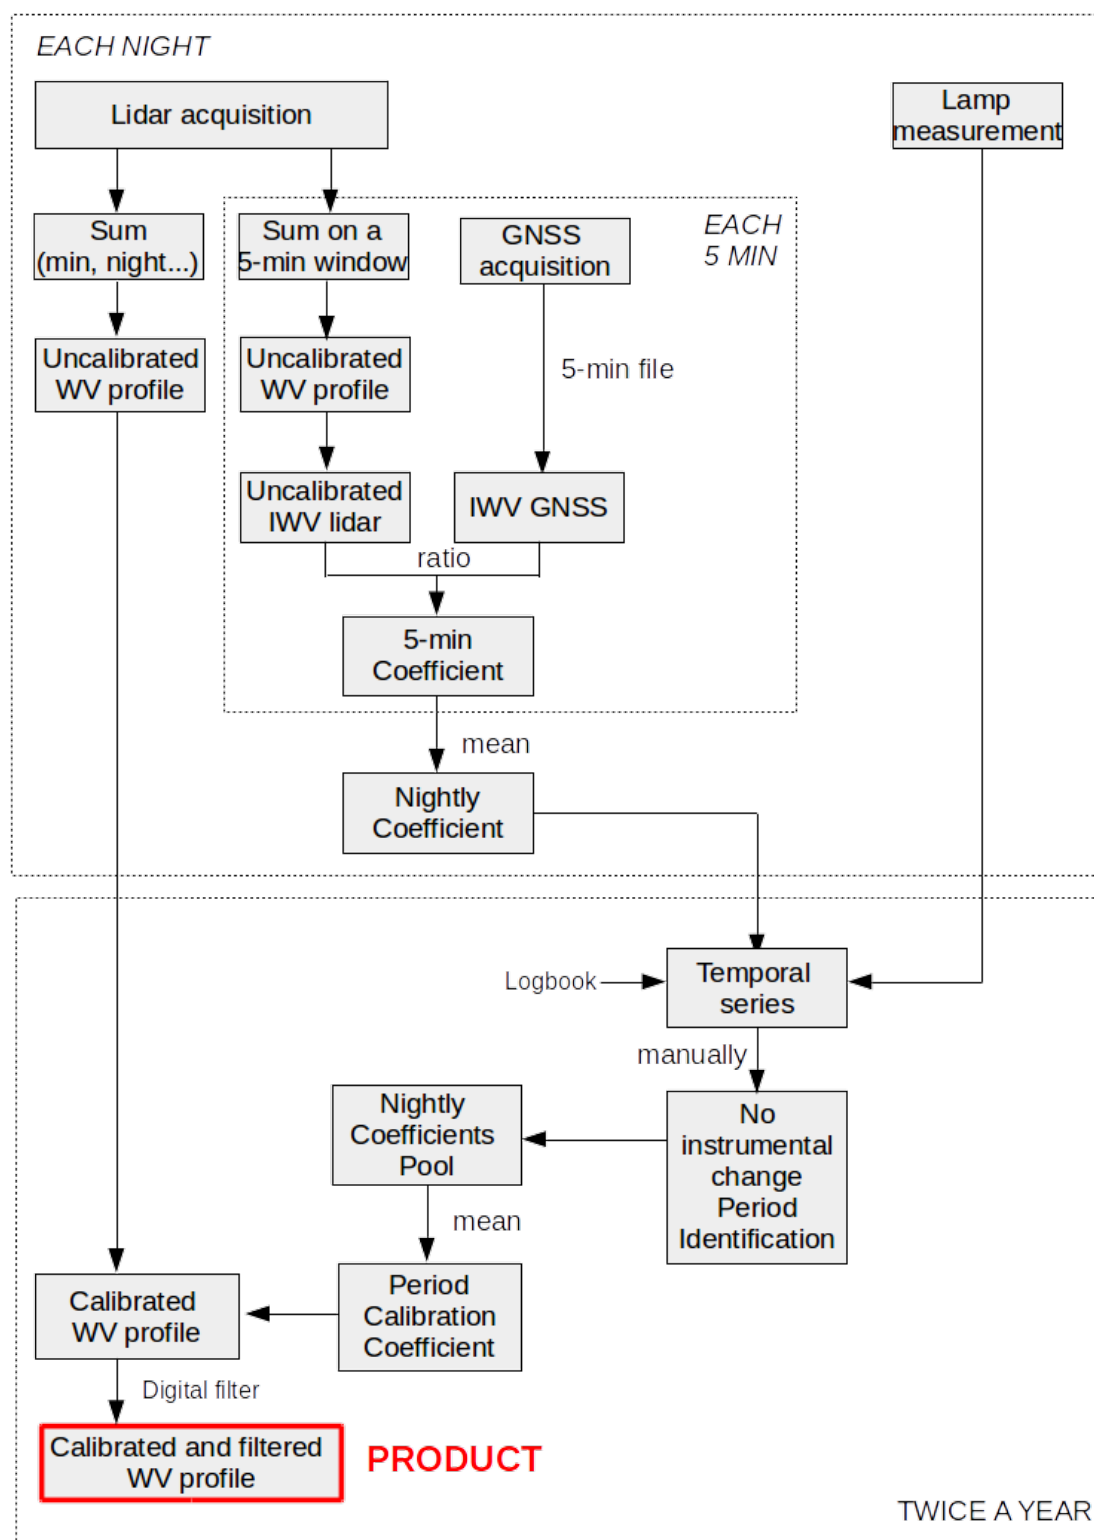 EACH NIGHT
Lidar acquisition
Lamp
measurement
Sum
(min, night...)
Sum on a
5-min window
GNSS
acquisition
EACH
5 MIN
Uncalibrated
WV profile
Uncalibrated
WV profile
5-min file
Uncalibrated
IWV lidar
IWV GNSS
ratio
5-min
Coefficient
mean
Nightly
Coefficient
Logbook
Temporal
series
manually
Nightly
Coefficients
Pool
No
instrumental
change
Period
Identification
mean
Calibrated
WV profile
Period
Calibration
Coefficient
Digital filter
Calibrated and filtered
WV profile
PRODUCT
TWICE A YEAR